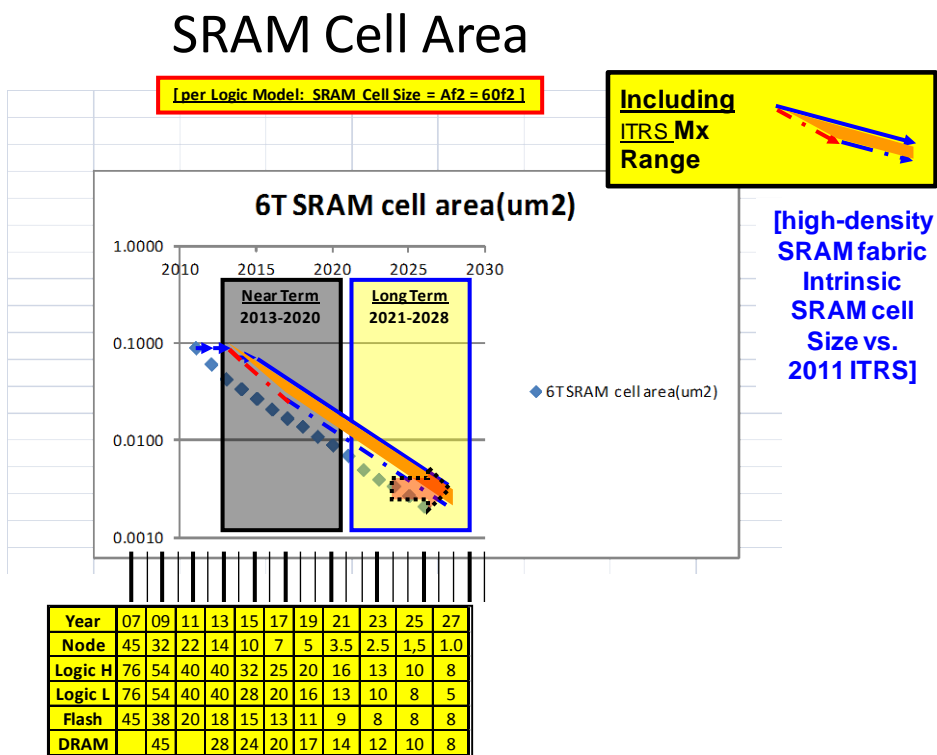 SRAM Cell Area
[ per Logic Model: SRAM Cell Size = Af2 = 60f2 ]
Including
ITRS Mx
Range
6T SRAM cell area(um2)
[high-density
SRAM fabric
Intrinsic
SRAM cell
Size vs.
2011 ITRS]
1.0000
2010 2015 2020 2025 2030
Near Term
2013-2020
Long Term
2021-2028
0.1000
6T SRAM cell area(um2)
0.0100
0.0010
Year 07 09 11 13 15 17 19 21 23 25 27
Node 45 32 22 14 10 7 5 3.5 2.5 1,5 1.0
Logic H 76 54 40 40 32 25 20 16 13 10 8
Logic L 76 54 40 40 28 20 16 13 10 8 5
Flash 45 38 20 18 15 13 11 9 8 8 8
DRAM 45 28 24 20 17 14 12 10 8